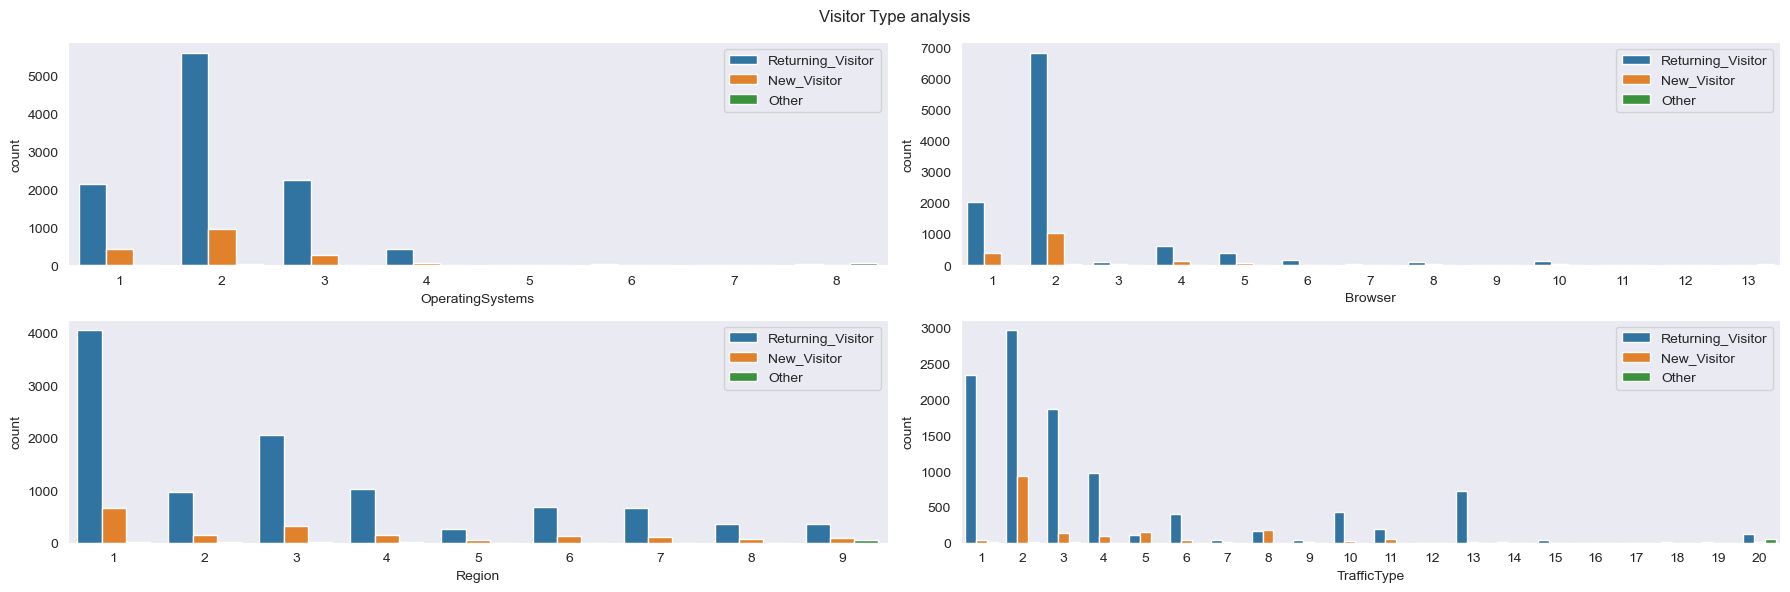 Visitor Type analysis
5000
4000
3000
2000
1000
0
count
Returning_Visitor
New_Visitor
Other
1 2 3 4 5 6 7 8
OperatingSystems
7000
6000
5000
4000
3000
2000
1000
0
count
Returning_Visitor
New_Visitor
Other
1 2 3 4 5 6 7 8 9 10 11 12 13
Browser
4000
3000
2000
1000
0
count
Returning_Visitor
New_Visitor
Other
1 2 3 4 5 6 7 8 9
Region
3000
2500
2000
1500
1000
500
0
count
Returning_Visitor
New_Visitor
Other
1 2 3 4 5 6 7 8 9 10 11 12 13 14 15 16 17 18 19 20
TrafficType